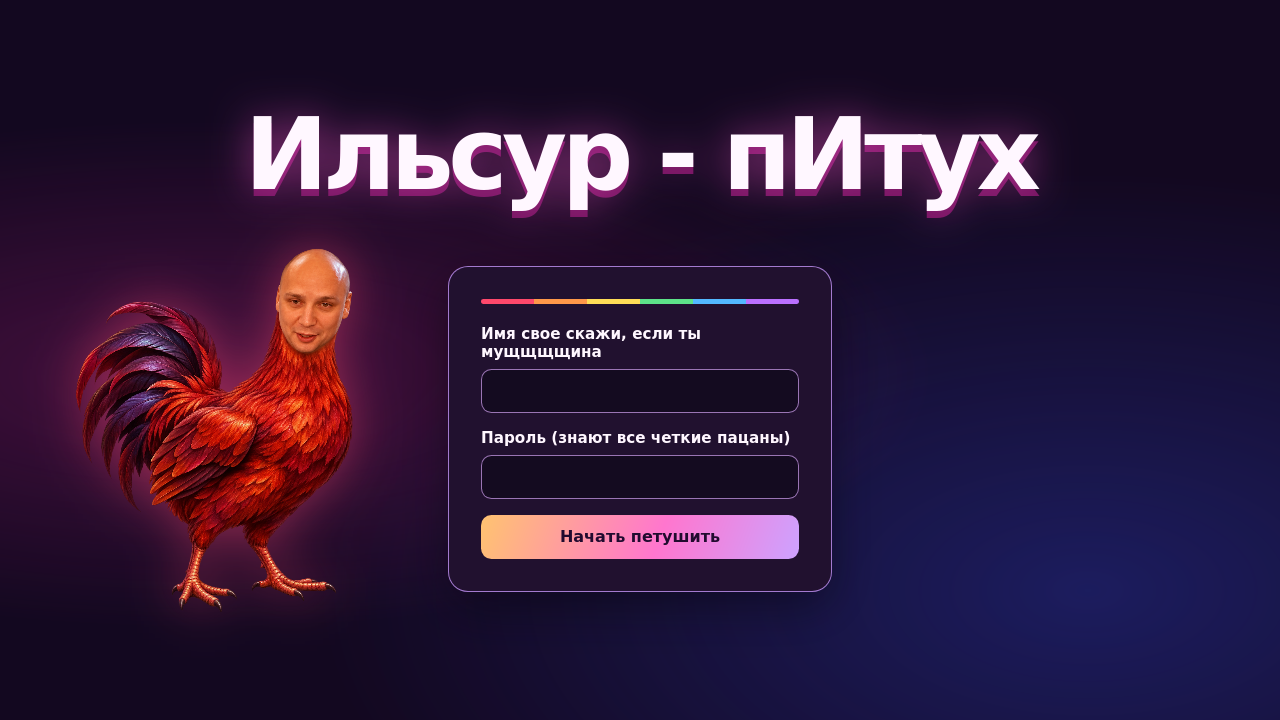 Ильсур - пИтух
Имя свое скажи, если ты
мущщщщина
Пароль (знают все четкие пацаны)
Начать петушить